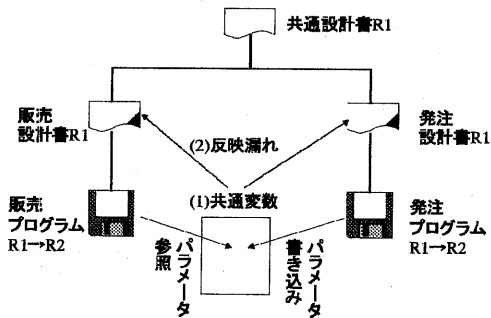 共通設計書R1
販売
設計書R1
発注
設計書R1
(2)反映漏れ
(1)共通変数
販売
プログラム
R1→R2
発注
プログラム
R1→R2
パラメータ
参照
パラメータ
書き込み